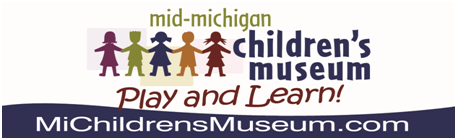 mid-michigan
children's
museum
Play and Learn!
MiChildrensMuseum.com